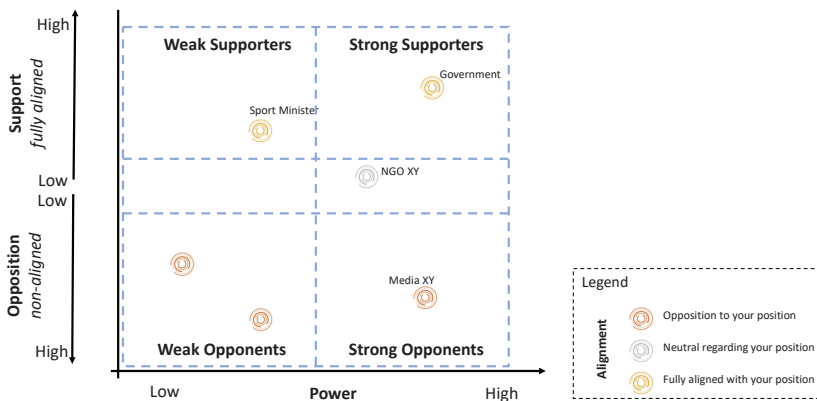 High
Weak Supporters
Strong Supporters
Government
Sport Minister
Support
fully aligned
NGO XY
Low
Low
Opposition
non-aligned
Media XY
High
Weak Opponents
Strong Opponents
Low
Power
High
Legend
Alignment
Opposition to your position
Neutral regarding your position
Fully aligned with your position